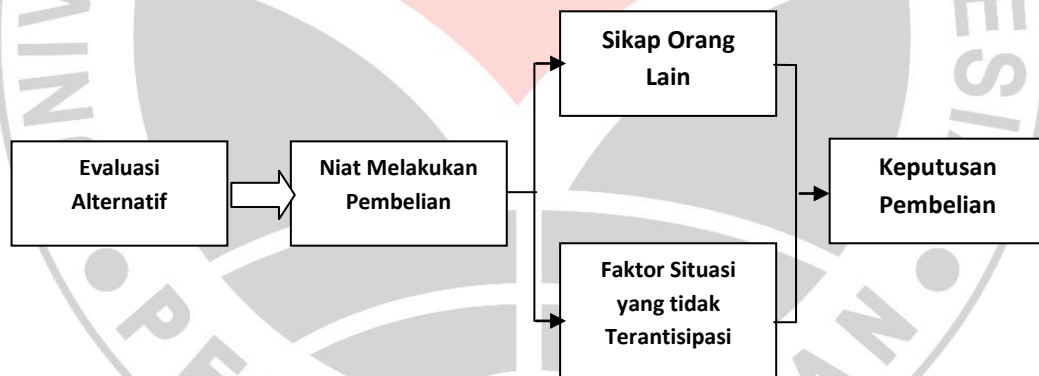 Sikap Orang
Lain
Evaluasi
Alternatif
Niat Melakukan
Pembelian
Keputusan
Pembelian
Faktor Situasi
yang tidak
Terantisipasi